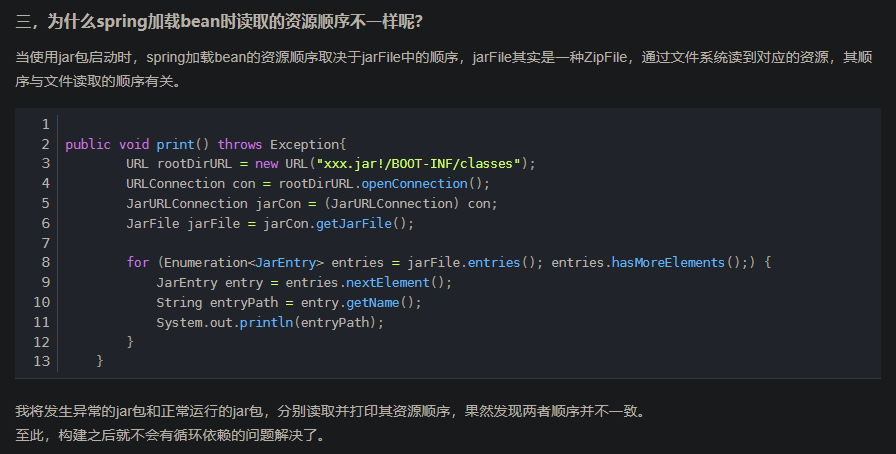 三，为什么spring加载bean时读取的资源顺序不一样呢?
当使用jar包启动时，spring加载bean的资源顺序取决于jarFile中的顺序，jarFile其实是一种ZipFile，通过文件系统读到对应的资源，其顺
序与文件读取的顺序有关。
1
2 public void print() throws Exception{
3 URL rootDirURL = new URL("xxx.jar!/BOOT-INF/classes");
4 URLConnection con = rootDirURL.openConnection();
5 JarURLConnection jarCon = (JarURLConnection) con;
6 JarFile jarFile = jarCon.getJarFile();
7
8 for (Enumeration<JarEntry> entries = jarFile.entries(); entries.hasMoreElements();) {
9 JarEntry entry = entries.nextElement();
10 String entryPath = entry.getName();
11 System.out.println(entryPath);
12 }
13 }
我将发生异常的jar包和正常运行的jar包，分别读取并打印其资源顺序，果然发现两者顺序并不一致。
至此，构建之后就不会有循环依赖的问题解决了。